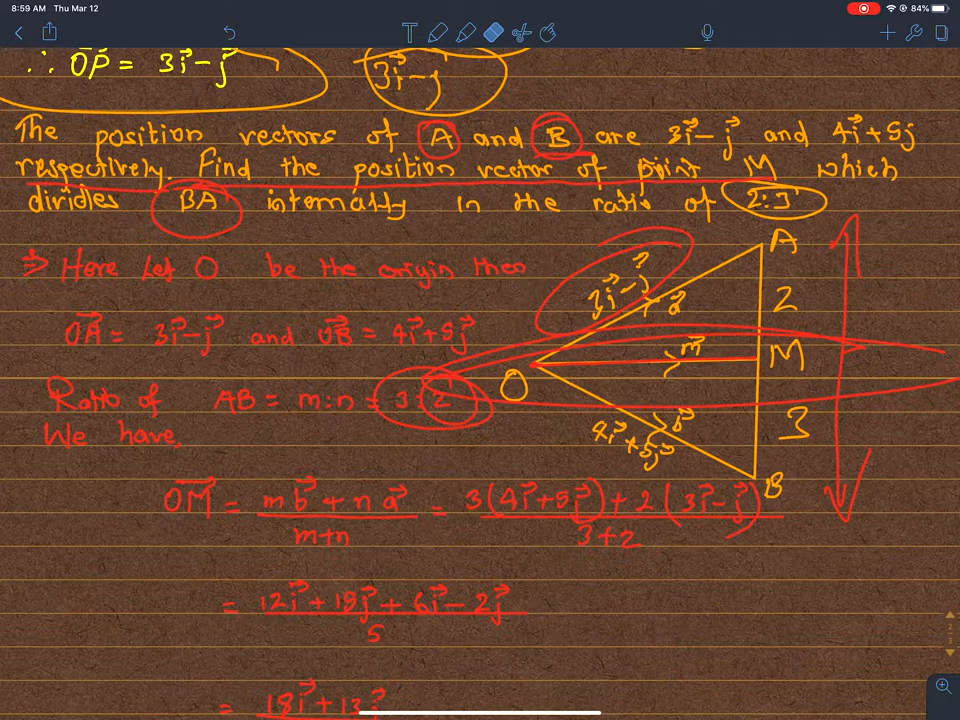 8:59 AM Thu Mar 12
84%
∴ OP⃗ = 3i⃗ - j⃗
3i⃗ - j⃗
The position vectors of A and B are 3i⃗ - j⃗ and 4i⃗ + 5j
respectively. Find the position vector of point M which
divides BA internally in the ratio of 2:3
⇒ Here Let O be the origin then
OA⃗ = 3i⃗ - j⃗ and OB⃗ = 4i⃗ + 5j⃗
Ratio of AB = m:n = 3:2
We have,
OM⃗ = (m b⃗ + n a⃗)/(m+n) = (3(4i⃗ + 5j⃗) + 2(3i⃗ - j⃗))/(3+2)
= (12i⃗ + 15j⃗ + 6i⃗ - 2j⃗)/5
= 18i⃗ + 13j⃗
A
3i⃗ - j⃗
a⃗
2
O
m⃗
M
4i⃗ + 5j⃗
b⃗
3
B